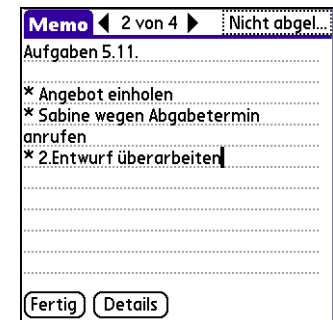 Memo 2 von 4 Nicht abgel...
Aufgaben 5.11.
* Angebot einholen
* Sabine wegen Abgabetermin
anrufen
* 2.Entwurf überarbeiten
Fertig Details